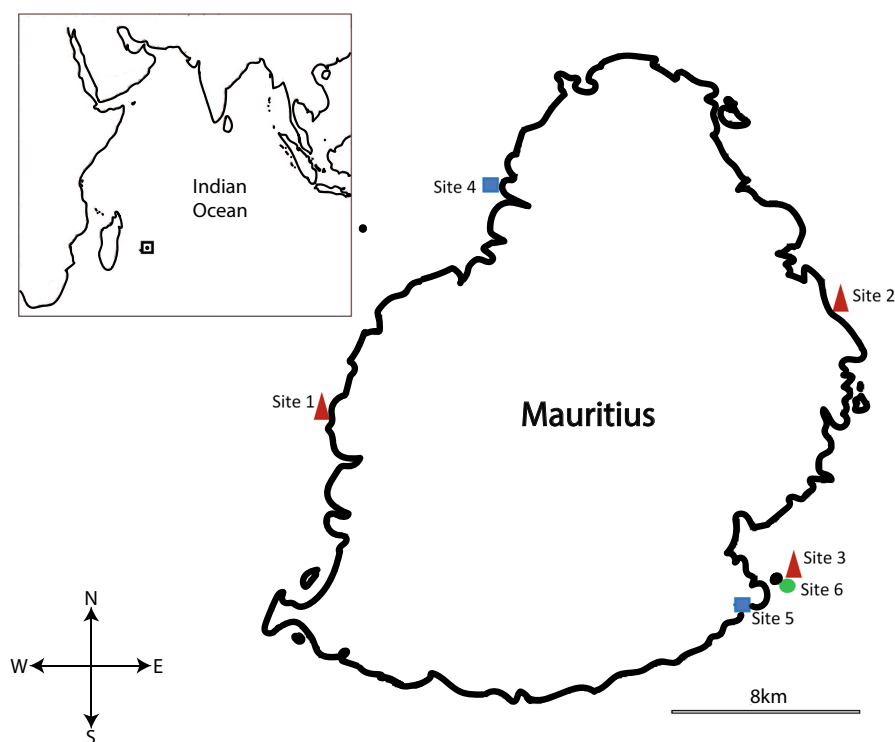 Indian
Ocean
Site 4
Site 2
Site 1
Mauritius
Site 3
Site 6
Site 5
N
W
E
S
8km